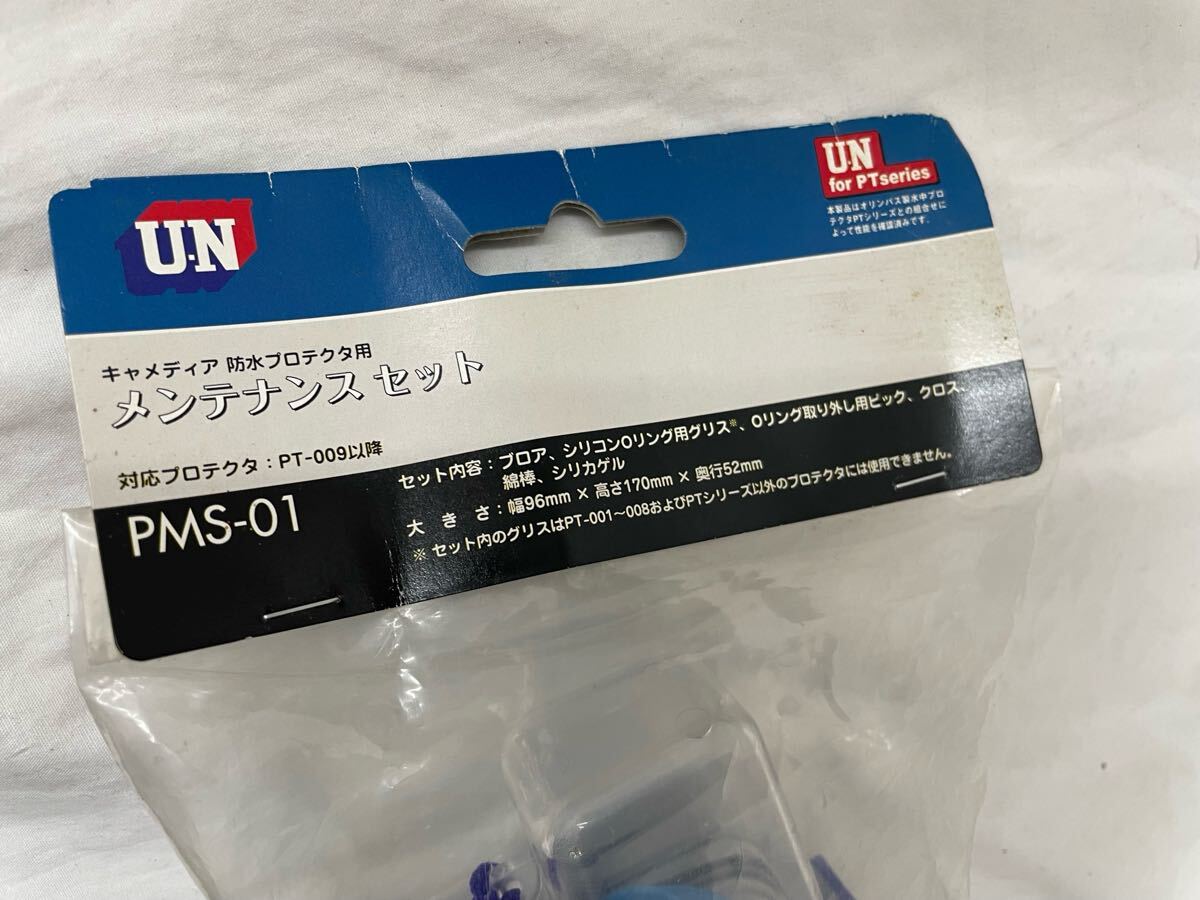 U-N
U-N
for PTseries
本製品はオリンパス製水中プロ
テクタPTシリーズとの組合せに
よって性能を確認済みです。
キャメディア 防水プロテクタ用
メンテナンス セット
対応プロテクタ：PT-009以降
PMS-01
セット内容：ブロア、シリコンOリング用グリス※、Oリング取り外し用ピック、クロス、
綿棒、シリカゲル
大きさ：幅96mm × 高さ170mm × 奥行52mm
※ セット内のグリスはPT-001〜008およびPTシリーズ以外のプロテクタには使用できません。